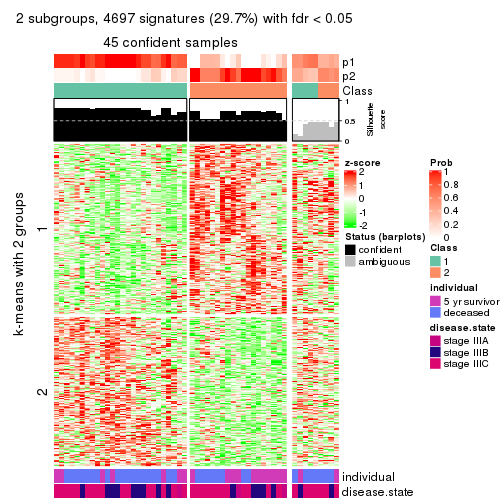 2 subgroups, 4697 signatures (29.7%) with fdr < 0.05
45 confident samples
p1
p2
Class
1
0.5
0
Silhouette
score
k-means with 2 groups
1
2
individual
disease.state
z-score
2
1
0
-1
-2
Status (barplots)
confident
ambiguous
Prob
1
0.8
0.6
0.4
0.2
0
Class
1
2
individual
5 yr survivor
deceased
disease.state
stage IIIA
stage IIIB
stage IIIC